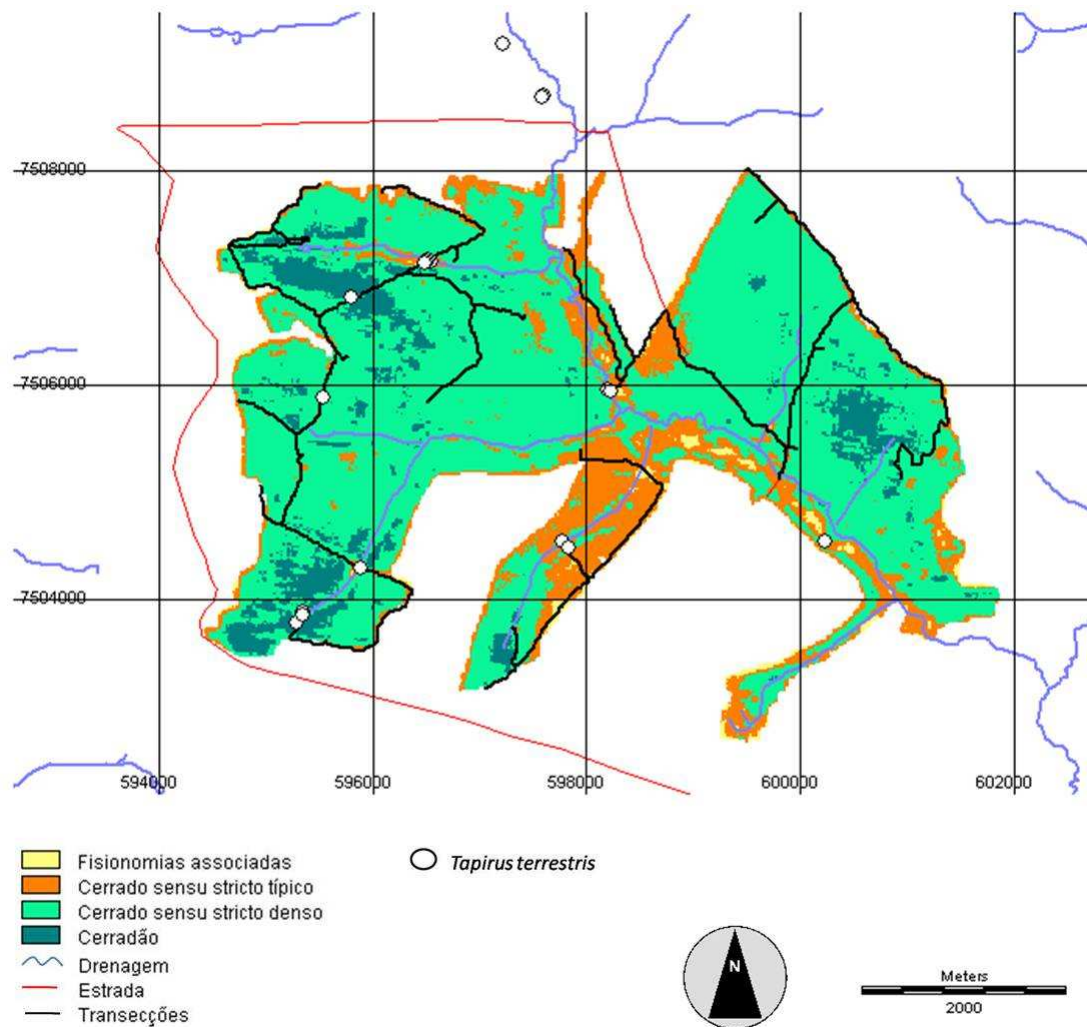 7508000
7506000
7504000
594000 596000 598000 600000 602000
Fisionomias associadas
Cerrado sensu stricto típico
Cerrado sensu stricto denso
Cerradão
Drenagem
Estrada
Transecções
Tapirus terrestris
N
Meters
2000